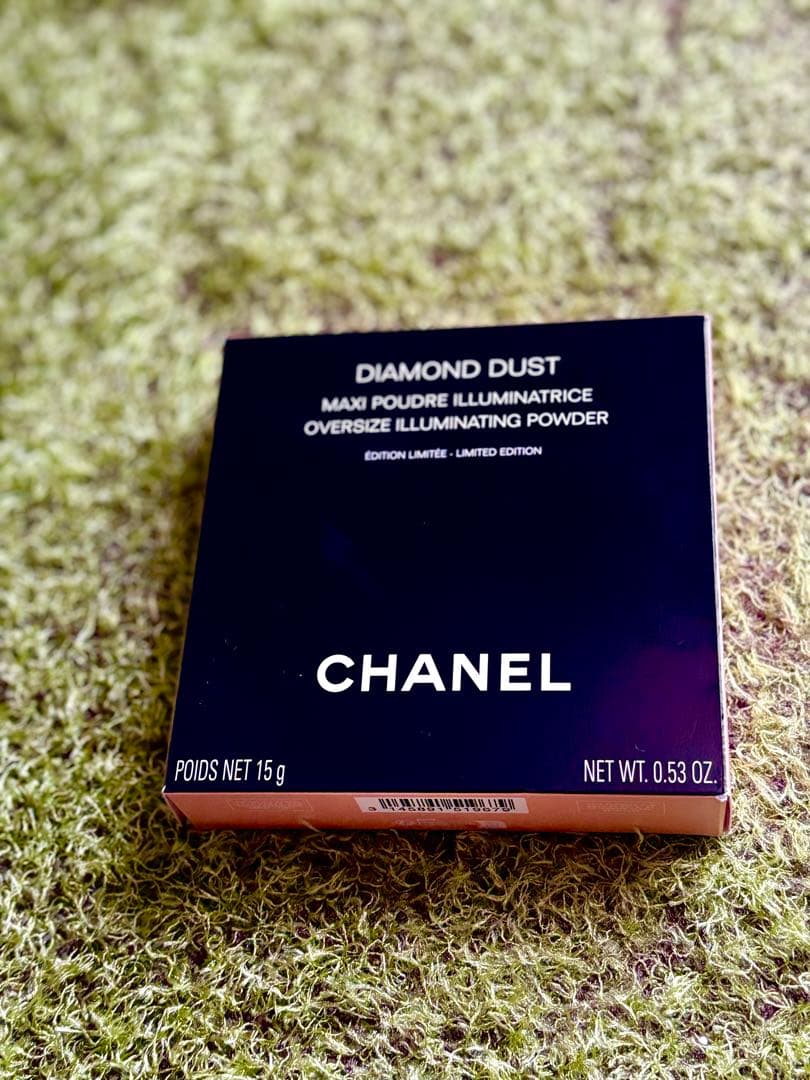 DIAMOND DUST
MAXI POUDRE ILLUMINATRICE
OVERSIZE ILLUMINATING POWDER
ÉDITION LIMITÉE - LIMITED EDITION
CHANEL
POIDS NET 15 g
NET WT. 0.53 OZ.